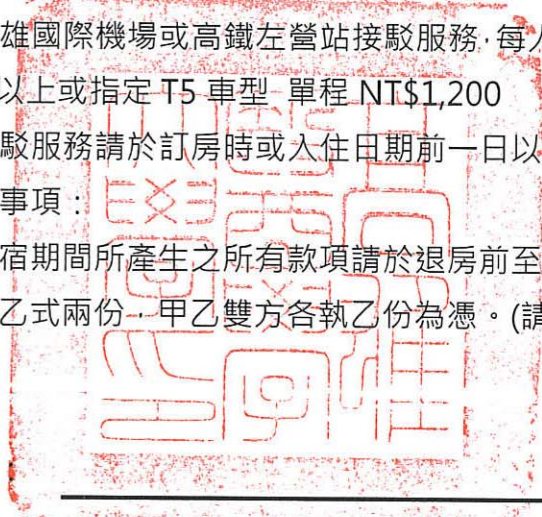 雄國際機場或高鐵左營站接駁服務,每人
以上或指定 T5 車型 單程 NT$1,200
駁服務請於訂房時或入住日期前一日以
事項：
宿期間所產生之所有款項請於退房前至
乙式兩份，甲乙雙方各執乙份為憑。(請